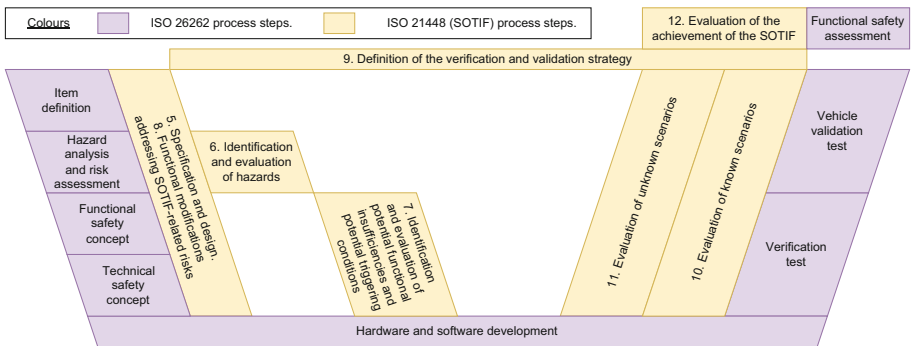 Colours
ISO 26262 process steps.
ISO 21448 (SOTIF) process steps.
12. Evaluation of the
achievement of the SOTIF
Functional safety
assessment
9. Definition of the verification and validation strategy
Item
definition
Hazard
analysis
and risk
assessment
Functional
safety
concept
Technical
safety
concept
5. Specification and design.
8. Functional modifications
addressing SOTIF-related risks
6. Identification
and evaluation
of hazards
7. Identification
and evaluation of
potential functional
insufficiencies and
potential triggering
conditions
11. Evaluation of unknown scenarios
10. Evaluation of known scenarios
Vehicle
validation
test
Verification
test
Hardware and software development